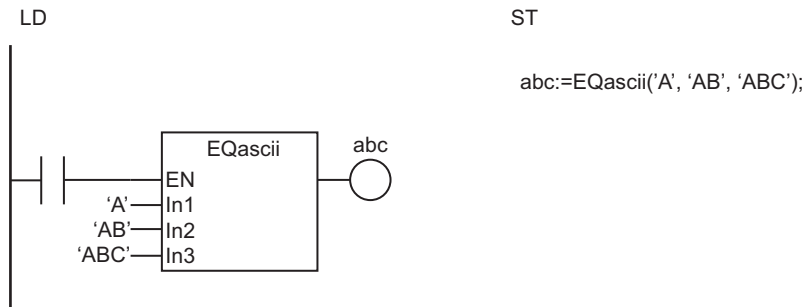 LD
ST
abc:=EQascii('A', ‘AB’, ‘ABC’);
EQascii
abc
EN
‘A’ In1
‘AB’ In2
‘ABC’ In3